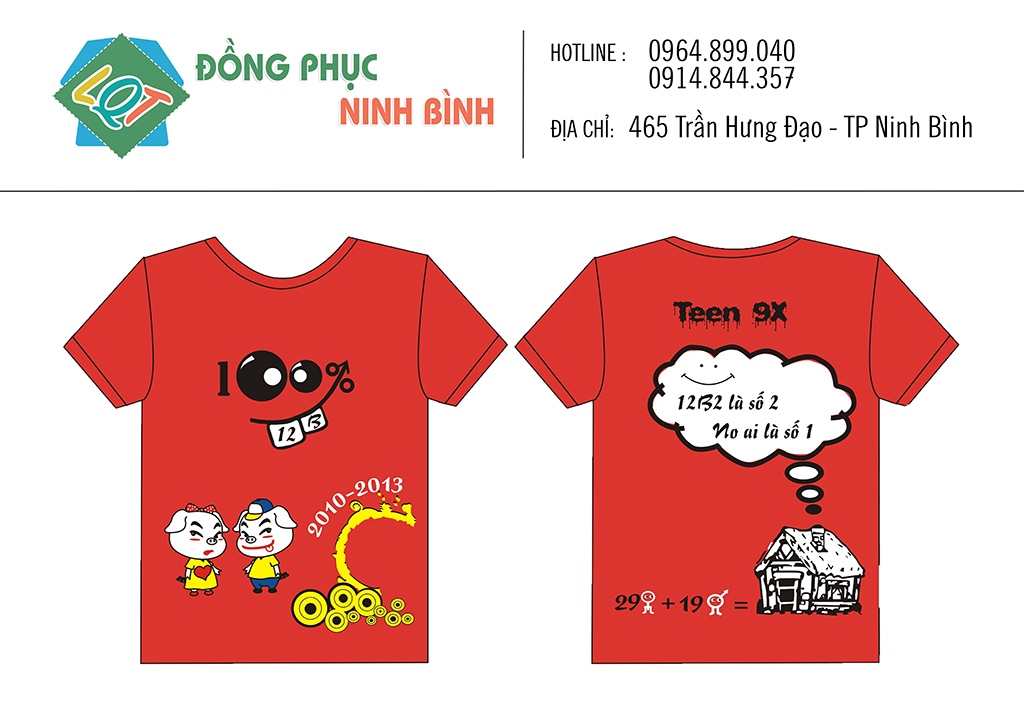 LQT
ĐỒNG PHỤC
NINH BÌNH
HOTLINE : 0964.899.040
0914.844.357
ĐỊA CHỈ: 465 Trần Hưng Đạo - TP Ninh Bình
100%
12 B
2010-2013
Teen 9X
12B2 là số 2
No ai là số 1
29 + 19 =